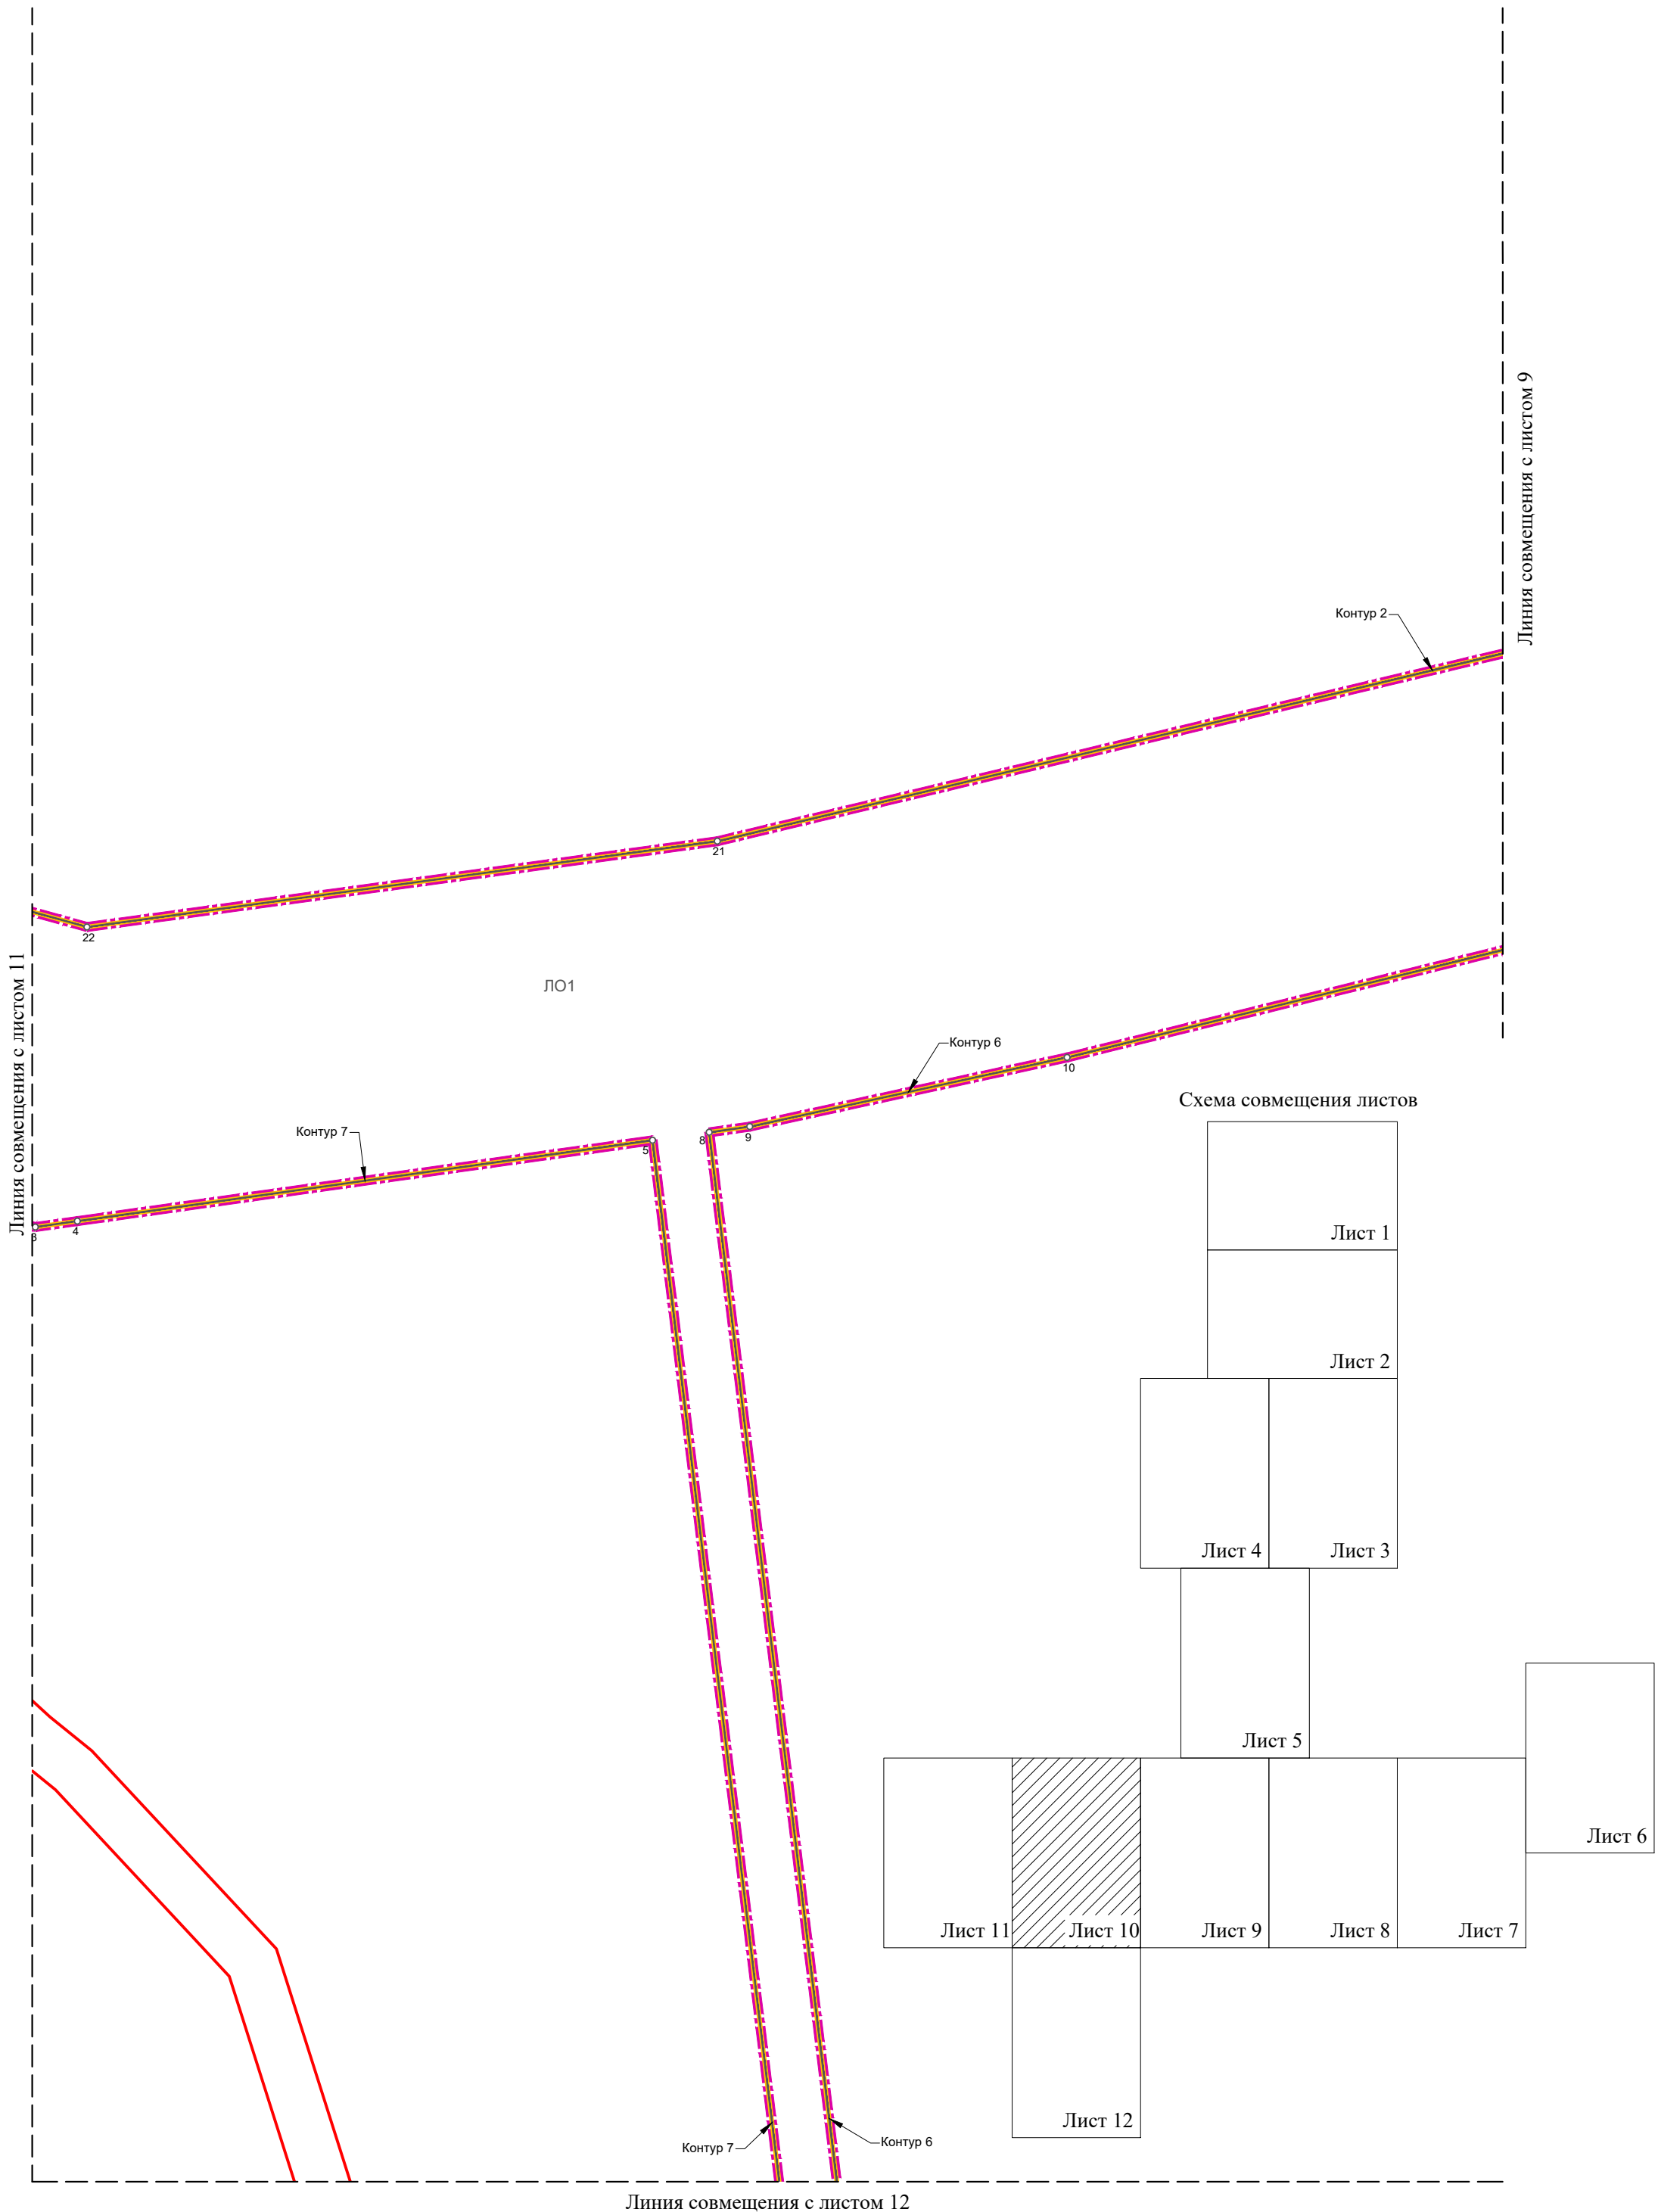 Линия совмещения с листом 9
Контур 2
21
22
Линия совмещения с листом 11
ЛО1
Контур 6
10
Схема совмещения листов
Контур 7
8
9
5
3
4
Лист 1
Лист 2
Лист 4
Лист 3
Лист 5
Лист 6
Лист 11
Лист 10
Лист 9
Лист 8
Лист 7
Лист 12
Контур 7
Контур 6
Линия совмещения с листом 12